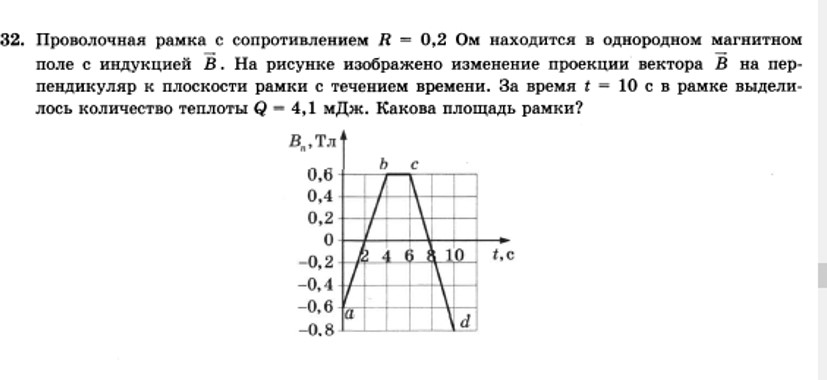 32. Проволочная рамка с сопротивлением R = 0,2 Ом находится в однородном магнитном
поле с индукцией B⃗. На рисунке изображено изменение проекции вектора B⃗ на пер-
пендикуляр к плоскости рамки с течением времени. За время t = 10 с в рамке выдели-
лось количество теплоты Q = 4,1 мДж. Какова площадь рамки?
Bₙ, Тл
b c
0,6
0,4
0,2
0
2 4 6 8 10 t, с
–0,2
–0,4
–0,6
a
d
–0,8